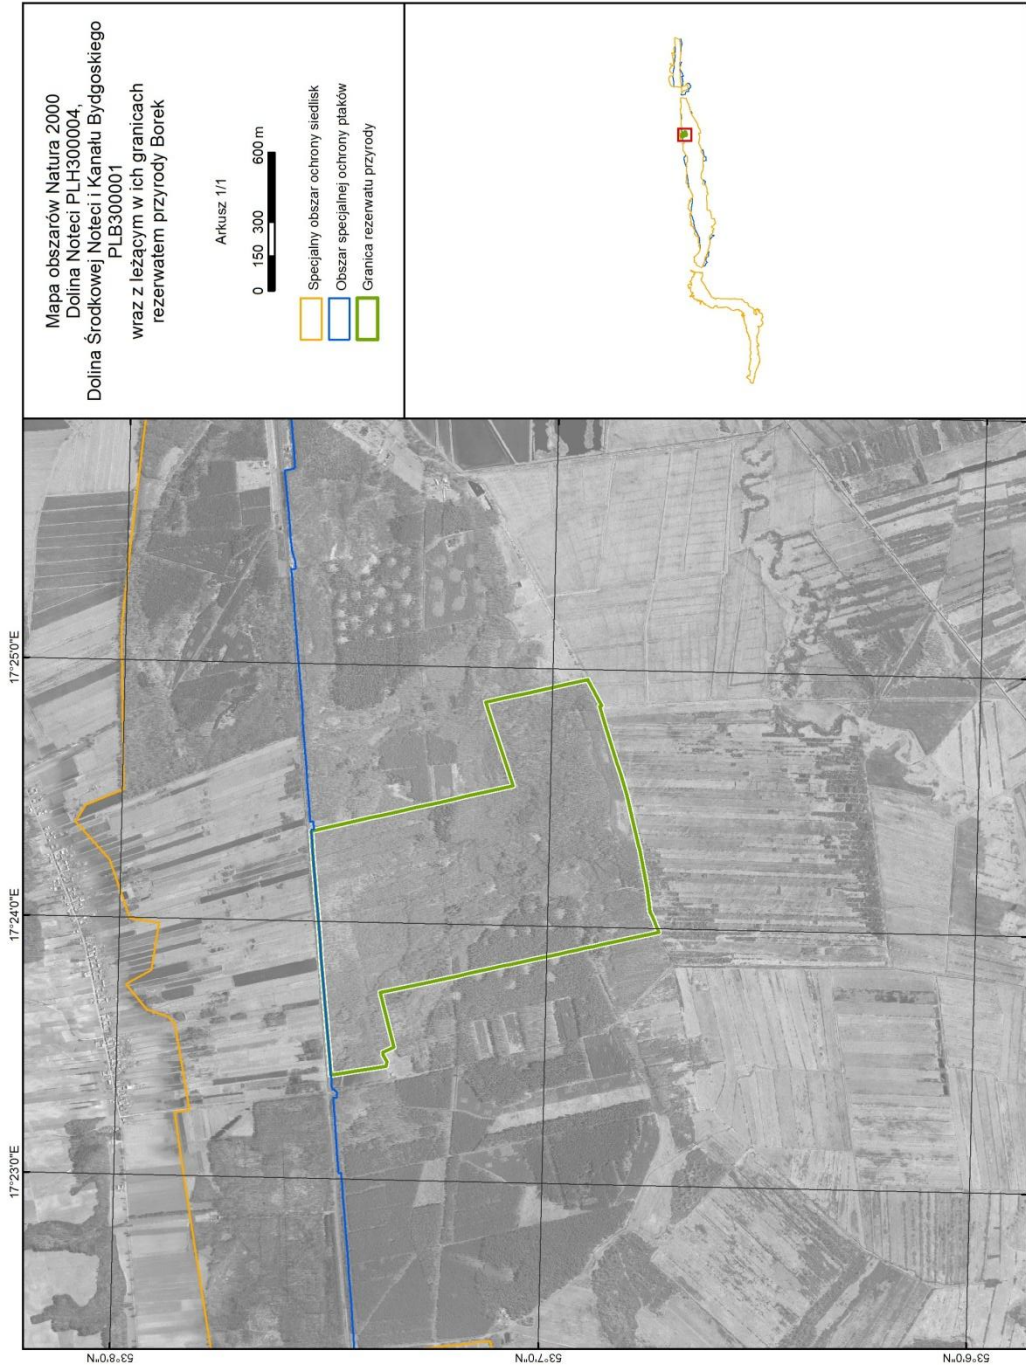 Mapa obszarów Natura 2000
Dolina Noteci PLH300004,
Dolina Środkowej Noteci i Kanału Bydgoskiego
PLB300001
wraz z leżącym w ich granicach
rezerwatem przyrody Borek
Arkusz 1/1
0 150 300 600 m
Specjalny obszar ochrony siedlisk
Obszar specjalnej ochrony ptaków
Granica rezerwatu przyrody
17°23'0"E
17°24'0"E
17°25'0"E
53°8'0"N
53°7'0"N
53°6'0"N